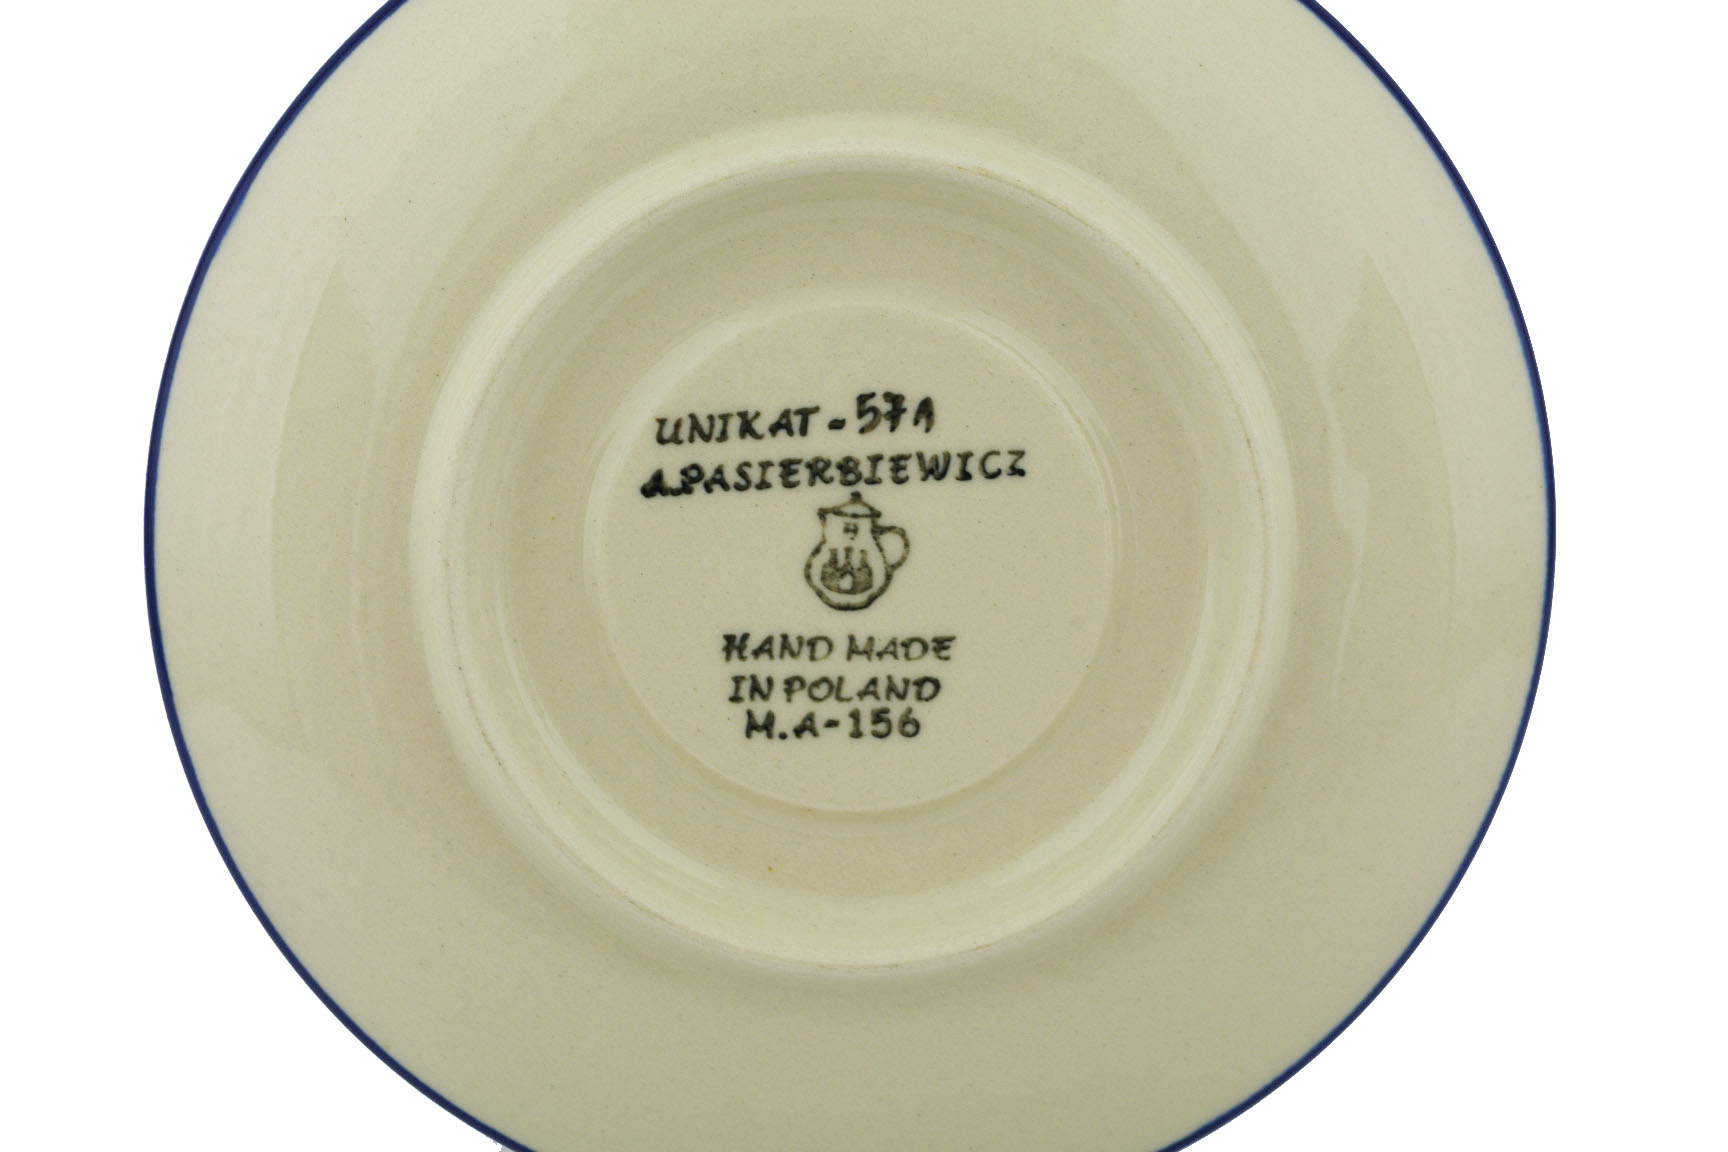 UNIKAT-571
A.PASIERBIEWICZ
HAND MADE
IN POLAND
M.A-156